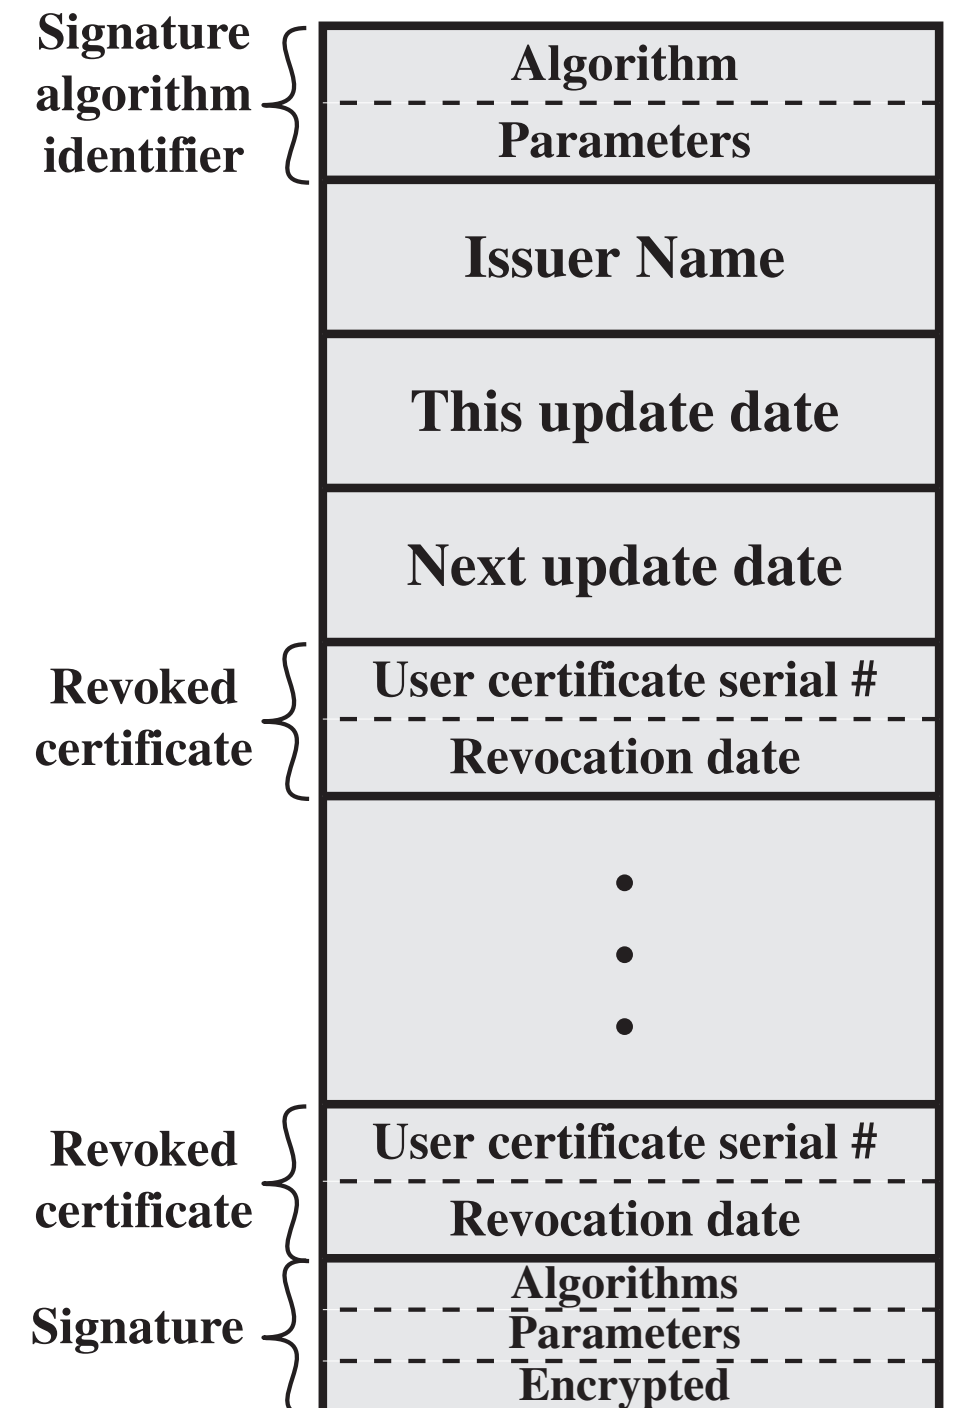 Signature
algorithm
identifier
Algorithm
Parameters
Issuer Name
This update date
Next update date
Revoked
certificate
User certificate serial #
Revocation date
Revoked
certificate
User certificate serial #
Revocation date
Signature
Algorithms
Parameters
Encrypted